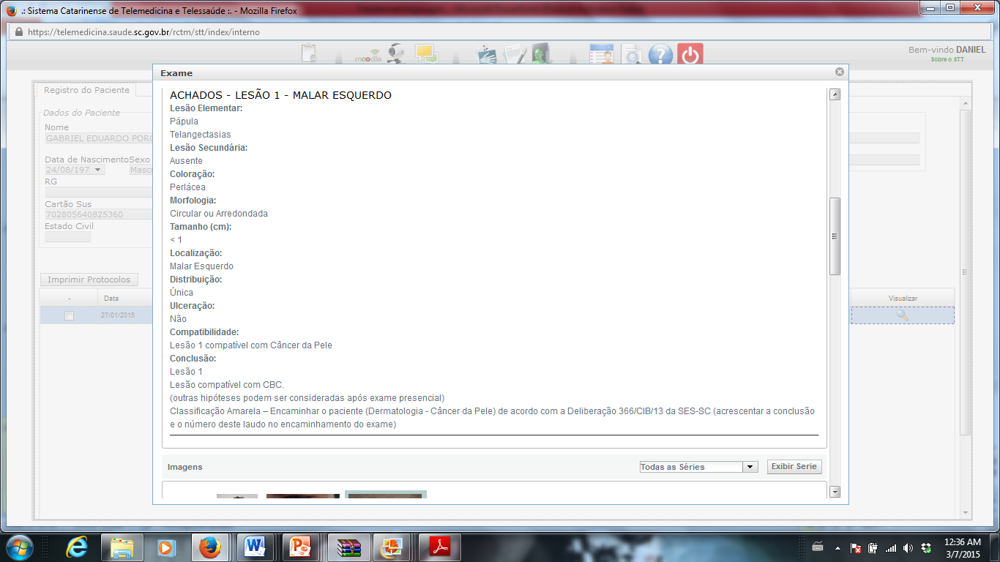 .: Sistema Catarinense de Telemedicina e Telessaúde :. - Mozilla Firefox
https://telemedicina.saude.sc.gov.br/rctm/stt/index/interno
moodle
Bem-vindo DANIEL
Sobre o STT
Exame
Registro do Paciente
Dados do Paciente
Nome
GABRIEL EDUARDO PORC
Data de Nascimento Sexo
24/08/197 Mascu
RG
Cartão Sus
702805640825360
Estado Civil
Imprimir Protocolos
- Data Visualizar
27/01/2015
ACHADOS - LESÃO 1 - MALAR ESQUERDO
Lesão Elementar:
Pápula
Telangectasias
Lesão Secundária:
Ausente
Coloração:
Perlácea
Morfologia:
Circular ou Arredondada
Tamanho (cm):
< 1
Localização:
Malar Esquerdo
Distribuição:
Única
Ulceração:
Não
Compatibilidade:
Lesão 1 compatível com Câncer da Pele
Conclusão:
Lesão 1
Lesão compatível com CBC.
(outras hipóteses podem ser consideradas após exame presencial)
Classificação Amarela – Encaminhar o paciente (Dermatologia - Câncer da Pele) de acordo com a Deliberação 366/CIB/13 da SES-SC (acrescentar a conclusão
e o número deste laudo no encaminhamento do exame)
Imagens
Todas as Séries
Exibir Serie
12:36 AM
3/7/2015